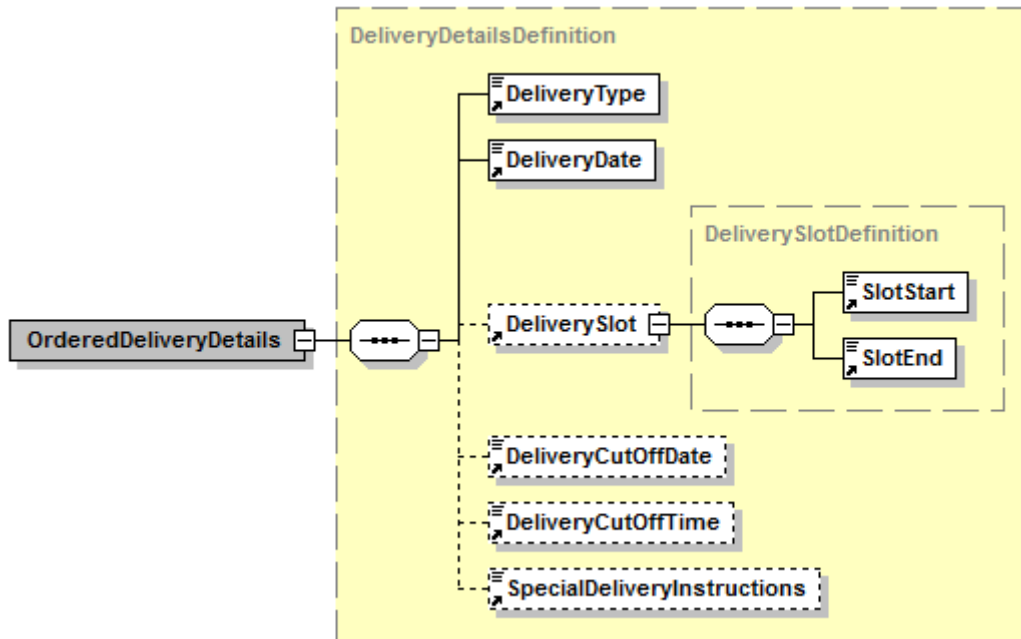 DeliveryDetailsDefinition
DeliveryType
DeliveryDate
DeliverySlotDefinition
SlotStart
OrderedDeliveryDetails
DeliverySlot
SlotEnd
DeliveryCutOffDate
DeliveryCutOffTime
SpecialDeliveryInstructions